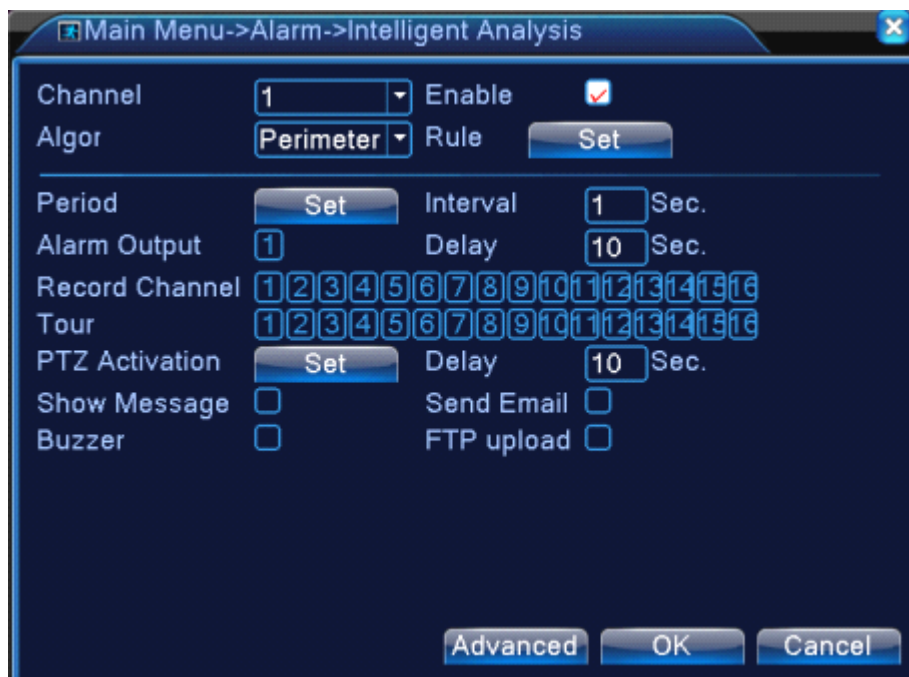 Main Menu->Alarm->Intelligent Analysis
Channel 1 Enable
Algor Perimeter Rule Set
Period Set Interval 1 Sec.
Alarm Output 1 Delay 10 Sec.
Record Channel 1 2 3 4 5 6 7 8 9 10 11 12 13 14 15 16
Tour 1 2 3 4 5 6 7 8 9 10 11 12 13 14 15 16
PTZ Activation Set Delay 10 Sec.
Show Message Send Email
Buzzer FTP upload
Advanced OK Cancel